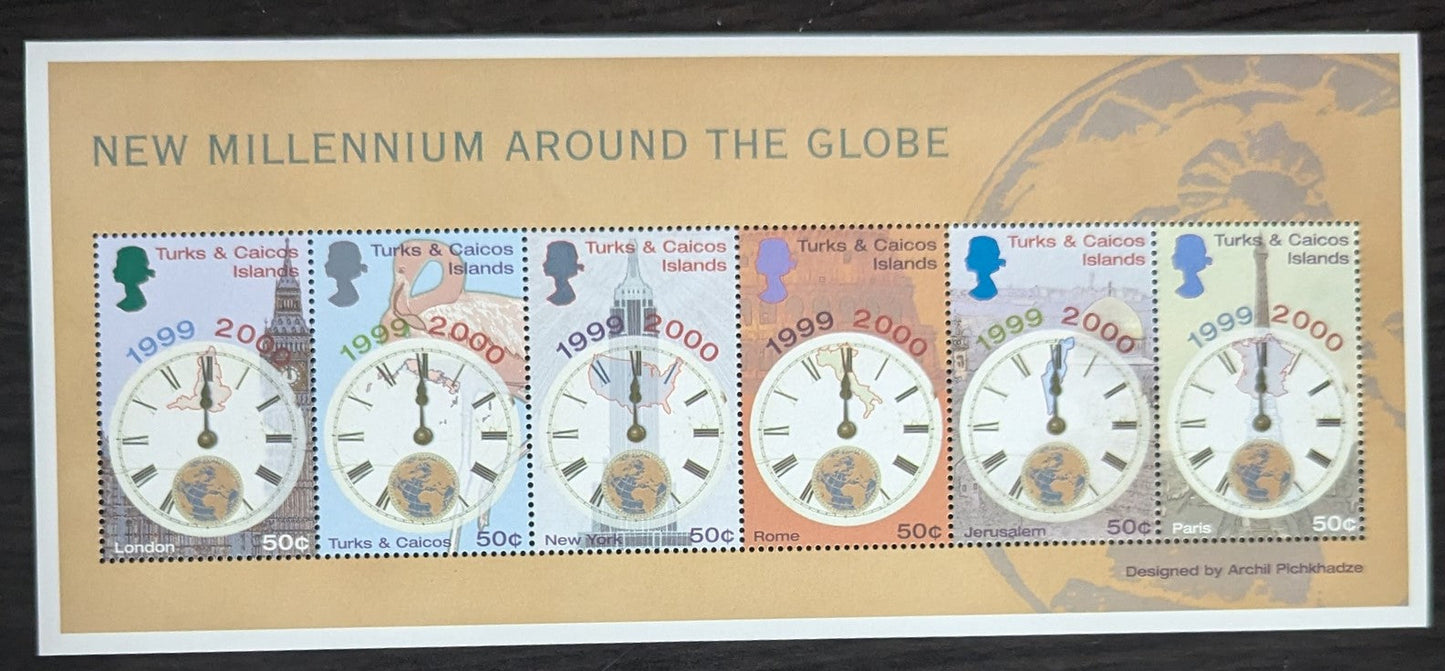 NEW MILLENNIUM AROUND THE GLOBE
Turks & Caicos
Islands
1999 2000
London 50¢
Turks & Caicos
Islands
1999 2000
Turks & Caicos 50¢
Turks & Caicos
Islands
1999 2000
New York 50¢
Turks & Caicos
Islands
1999 2000
Rome 50¢
Turks & Caicos
Islands
1999 2000
Jerusalem 50¢
Turks & Caicos
Islands
1999 2000
Paris 50¢
Designed by Archil Pichkhadze